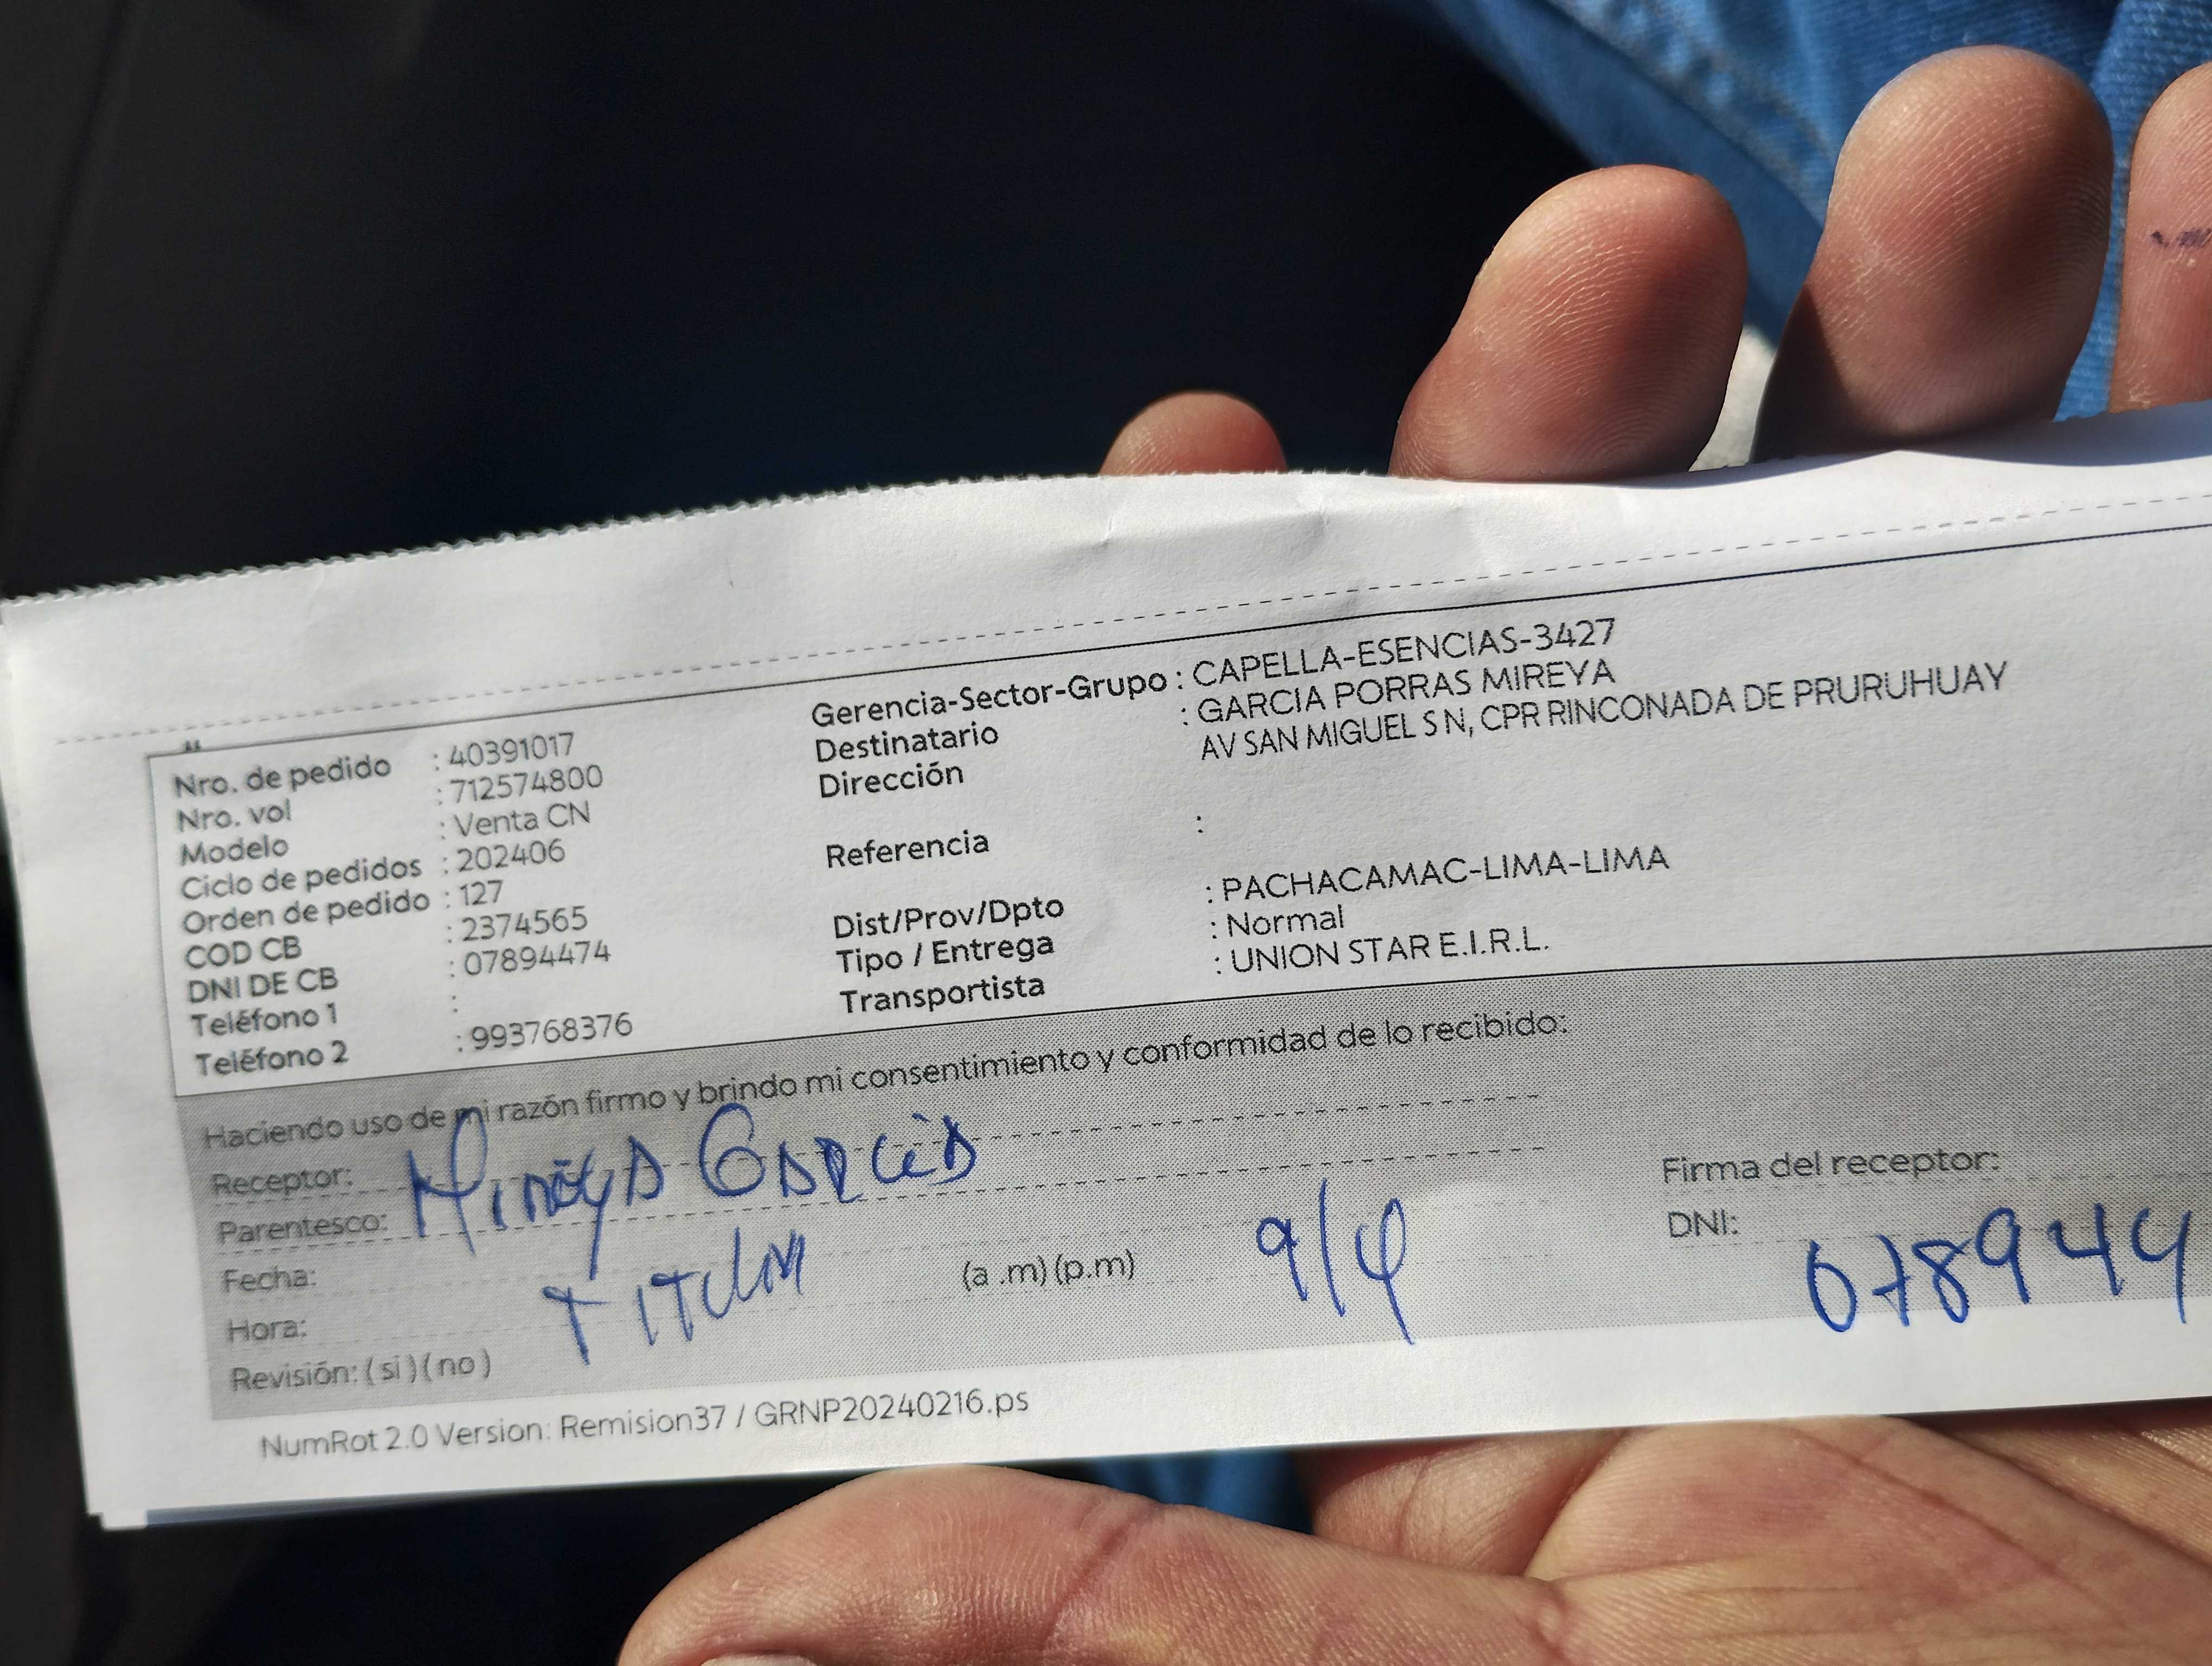 Nro. de pedido : 40391017
Nro. vol : 712574800
Modelo : Venta CN
Ciclo de pedidos : 202406
Orden de pedido : 127
COD CB : 2374565
DNI DE CB : 07894474
Teléfono 1 :
Teléfono 2 : 993768376
Gerencia-Sector-Grupo : CAPELLA-ESENCIAS-3427
Destinatario : GARCIA PORRAS MIREYA
Dirección AV SAN MIGUEL S N, CPR RINCONADA DE PRURUHUAY
Referencia :
Dist/Prov/Dpto : PACHACAMAC-LIMA-LIMA
Tipo / Entrega : Normal
Transportista : UNION STAR E.I.R.L.
Haciendo uso de mi razón firmo y brindo mi consentimiento y conformidad de lo recibido:
Receptor: Mireya Garcia
Parentesco:
Fecha: (a .m) (p.m) 9/4
Hora:
Revisión: ( si ) ( no )
Firma del receptor:
DNI: 0789444
NumRot 2.0 Version: Remision37 / GRNP20240216.ps